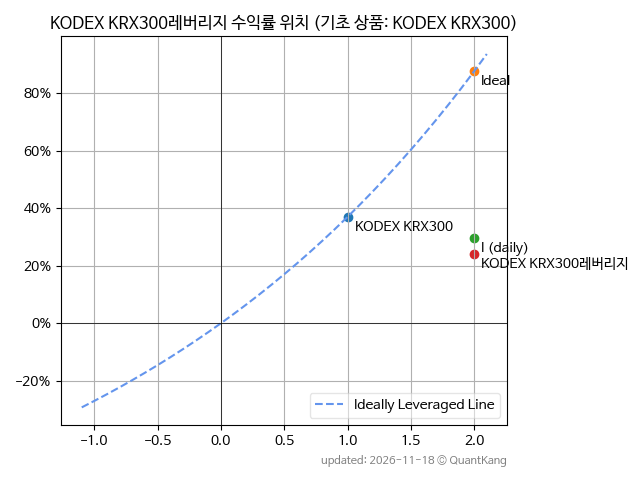 KODEX KRX300레버리지 수익률 위치 (기초 상품: KODEX KRX300)
80%
60%
40%
20%
0%
−20%
Ideal
KODEX KRX300
I (daily)
KODEX KRX300레버리지
Ideally Leveraged Line
−1.0 −0.5 0.0 0.5 1.0 1.5 2.0
updated: 2026-11-18 © QuantKang